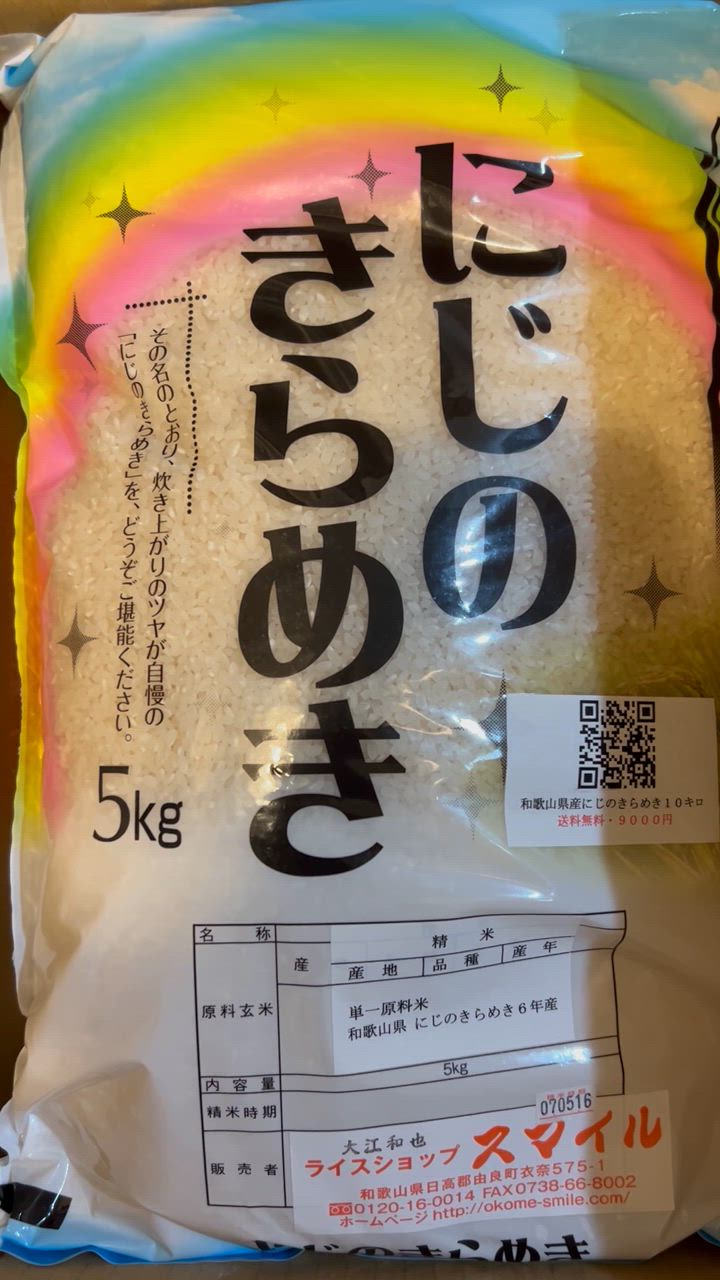 にじの
きらめき
その名のとおり、炊き上がりのツヤが自慢の
「にじのきらめき」を、どうぞご堪能ください。
5kg
和歌山県産にじのきらめき１０キロ
送料無料・９０００円
名称
精米
原料玄米
産
産地
品種
産年
単一原料米
和歌山県 にじのきらめき６年産
内容量
5kg
精米時期
070516
販売者
大江和也
ライスショップ スマイル
和歌山県日高郡由良町衣奈575-1
0120-16-0014 FAX0738-66-8002
ホームページ http://okome-smile.com/
にじのきらめき